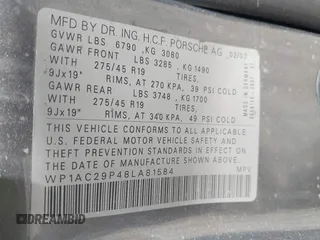 MFD BY DR. ING. H.C.F. PORSCHE AG 03/07
GVWR LBS 6790 ,KG 3080
GAWR FRONT LBS 3285 ,KG 1490
WITH 275/45 R19 TIRES,
9Jx19" RIMS, AT 270 KPA, 39 PSI COLD
GAWR REAR LBS 3748 ,KG 1700
WITH 275/45 R19 TIRES,
9Jx19" RIMS, AT 340 KPA, 49 PSI COLD
THIS VEHICLE CONFORMS TO ALL APPLICABLE
U.S. FEDERAL MOTOR VEHICLE SAFETY STANDARDS
IN EFFECT ON THE DATE OF MANUFACTURE
SHOWN ABOVE
WP1AC29P48LA81584 MPV
DREAMBID